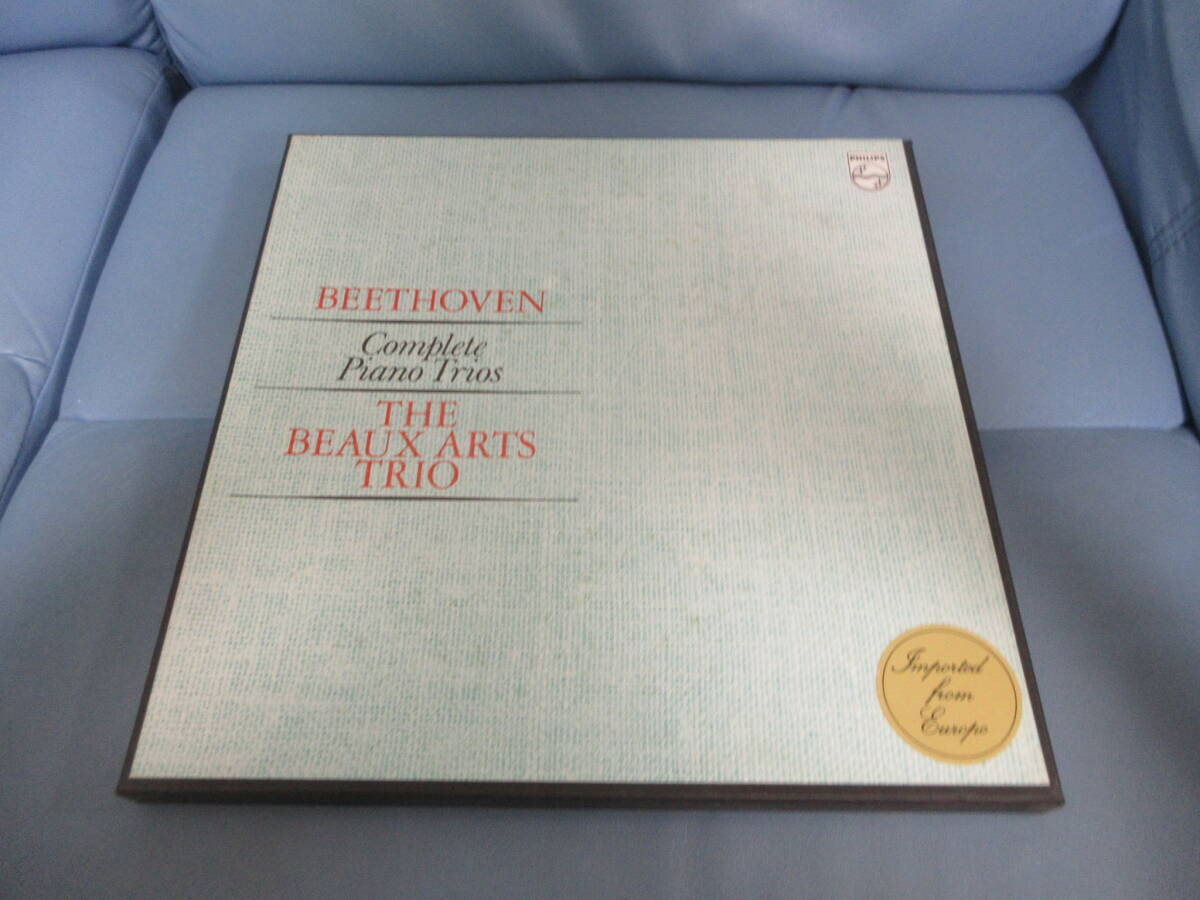 PHILIPS
BEETHOVEN
Complete
Piano Trios
THE
BEAUX ARTS
TRIO
Imported
from
Europe